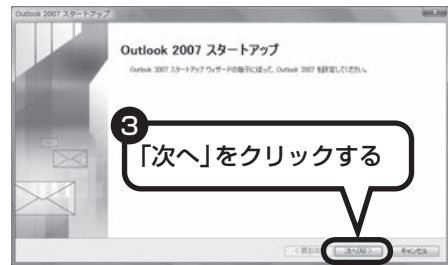 Outlook 2007 スタートアップ
Outlook 2007 スタートアップ
Outlook 2007 スタートアップ ウィザードの指示に従って、Outlook 2007 を設定してください。
3
「次へ」をクリックする
次へ(N) >
キャンセル